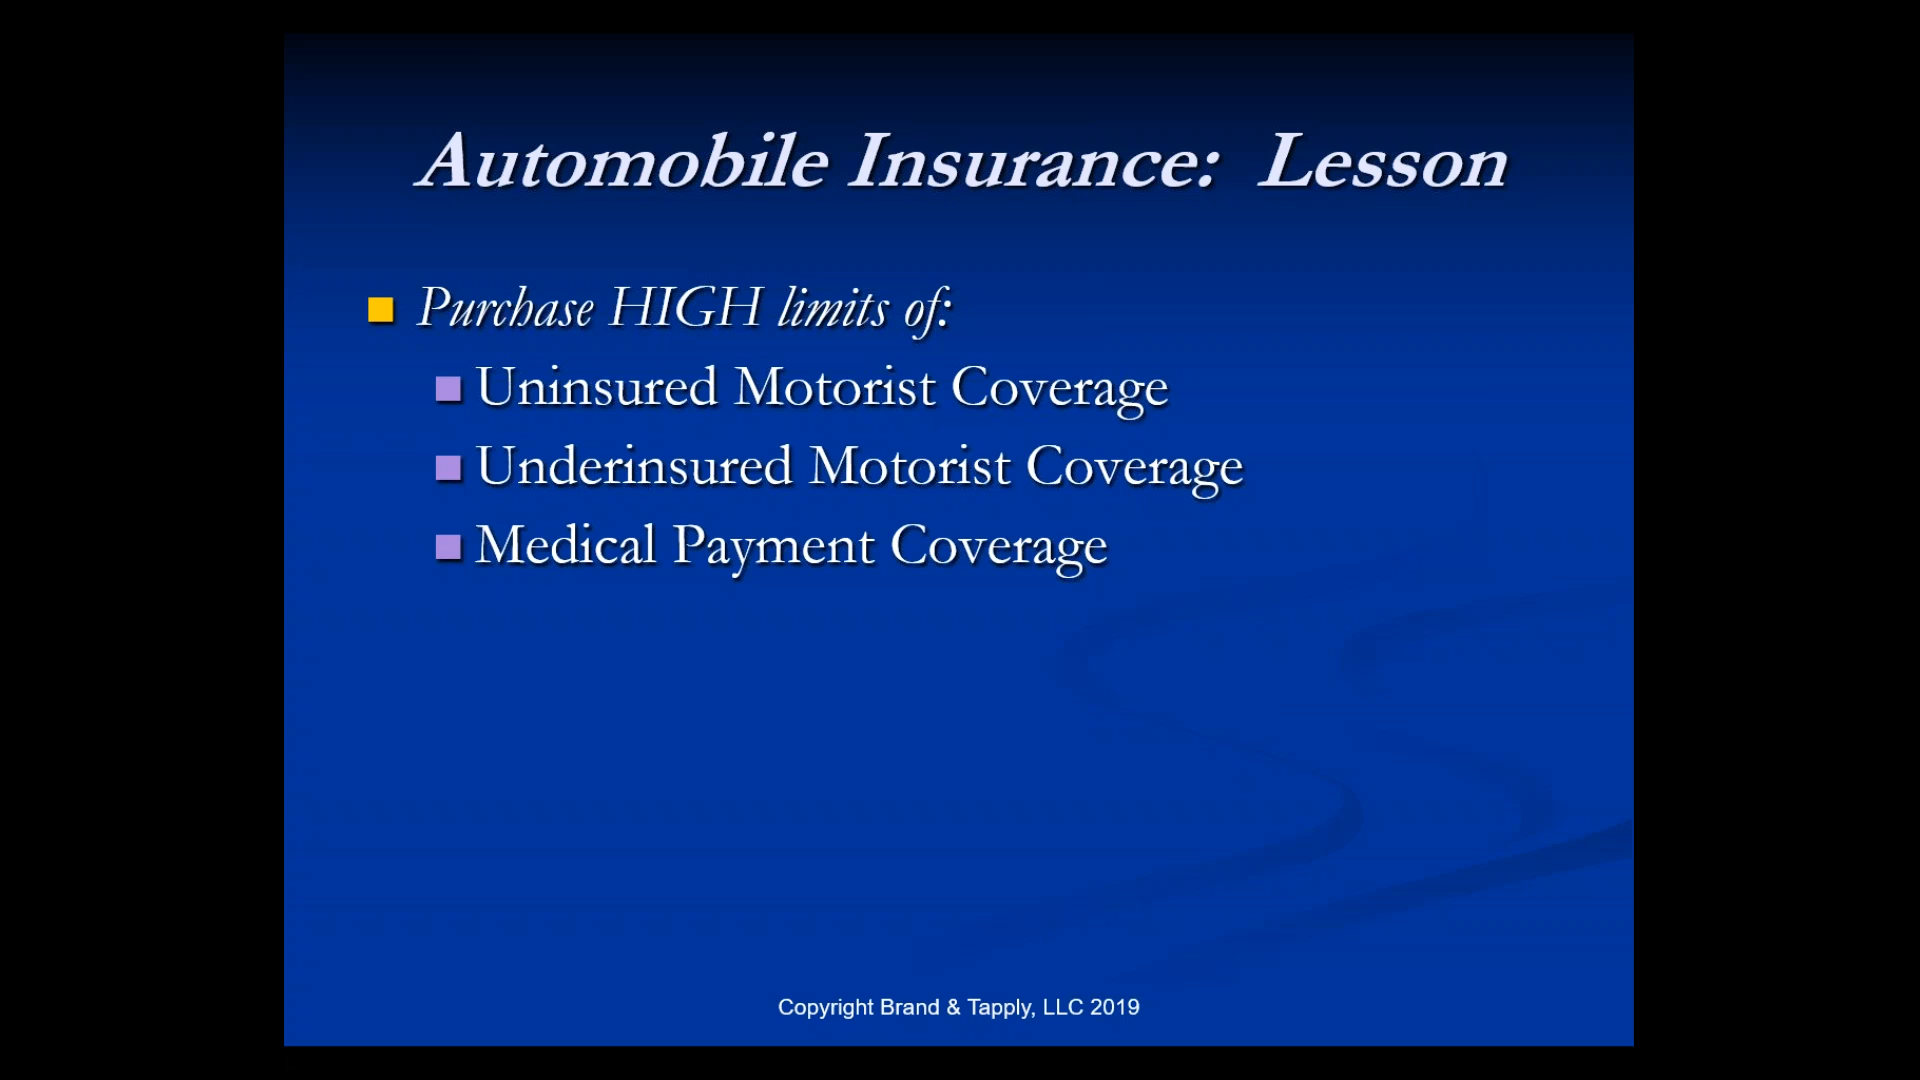 Automobile Insurance: Lesson
Purchase HIGH limits of:
Uninsured Motorist Coverage
Underinsured Motorist Coverage
Medical Payment Coverage
Copyright Brand & Tapply, LLC 2019